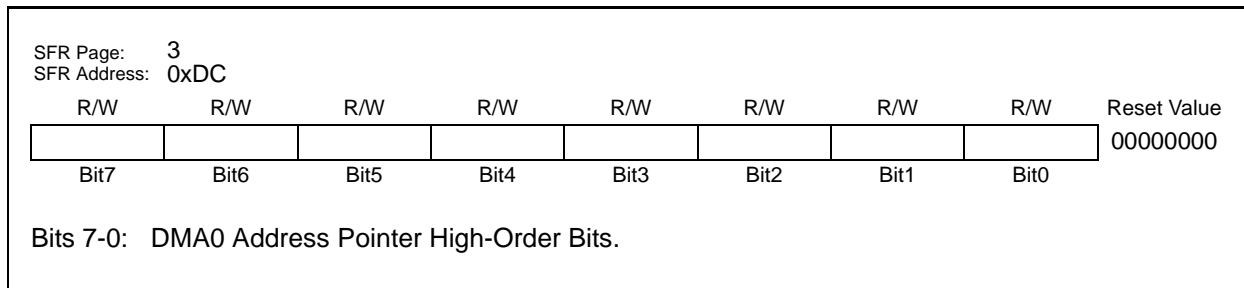 SFR Page: 3
SFR Address: 0xDC
R/W R/W R/W R/W R/W R/W R/W R/W Reset Value
00000000
Bit7 Bit6 Bit5 Bit4 Bit3 Bit2 Bit1 Bit0
Bits 7-0: DMA0 Address Pointer High-Order Bits.